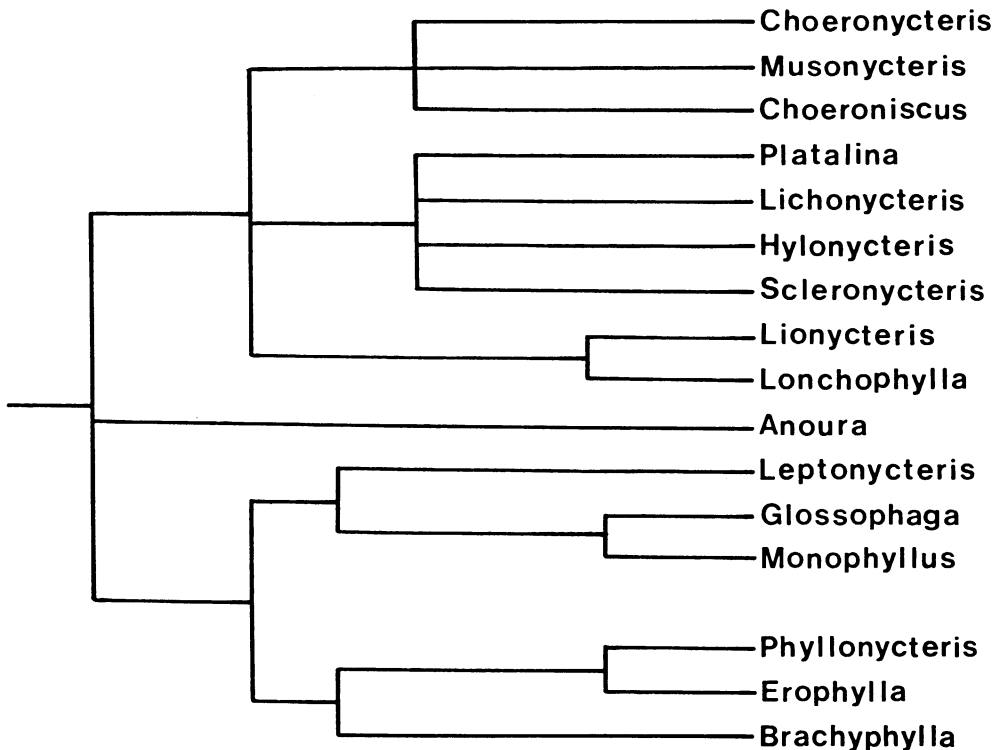 Choeronycteris
Musonycteris
Choeroniscus
Platalina
Lichonycteris
Hylonycteris
Scleronycteris
Lionycteris
Lonchophylla
Anoura
Leptonycteris
Glossophaga
Monophyllus
Phyllonycteris
Erophylla
Brachyphylla